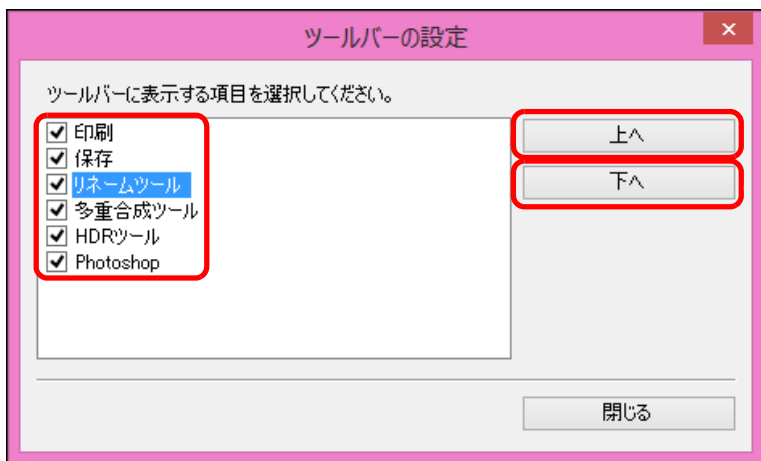 ツールバーの設定
ツールバーに表示する項目を選択してください。
印刷
保存
リネームツール
多重合成ツール
HDRツール
Photoshop
上へ
下へ
閉じる